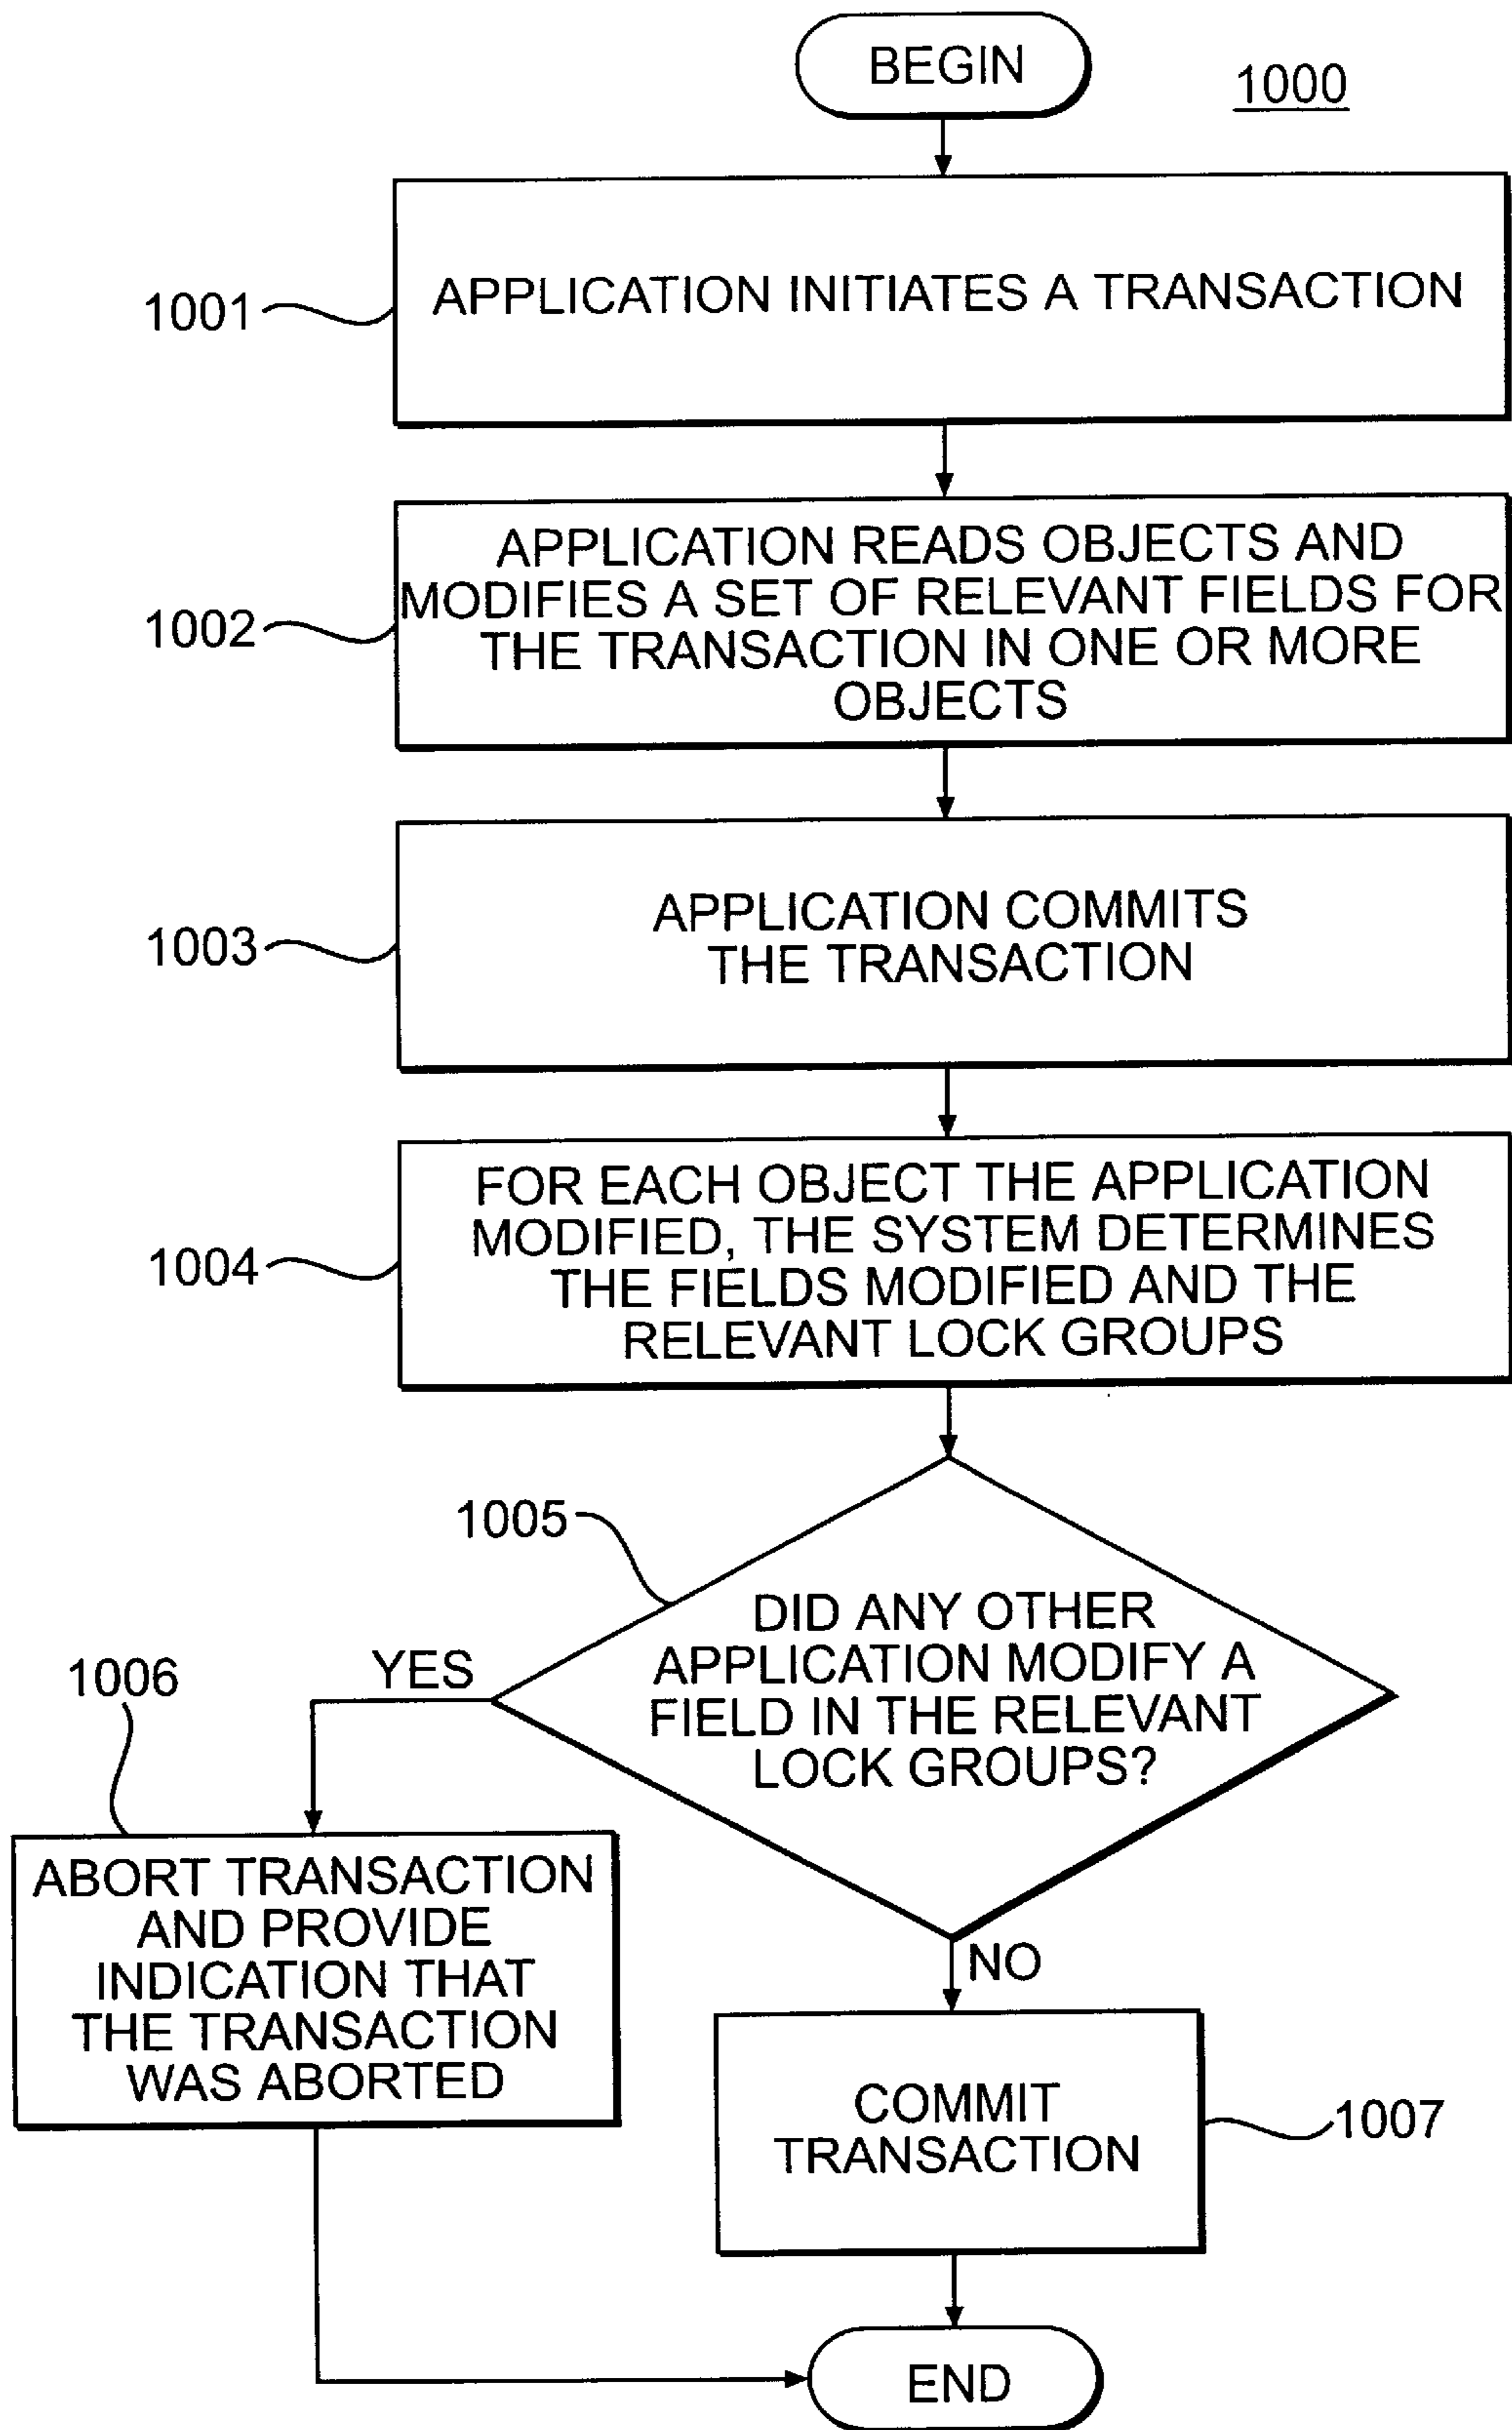 BEGIN
1000
1001
APPLICATION INITIATES A TRANSACTION
1002
APPLICATION READS OBJECTS AND
MODIFIES A SET OF RELEVANT FIELDS FOR
THE TRANSACTION IN ONE OR MORE
OBJECTS
1003
APPLICATION COMMITS
THE TRANSACTION
1004
FOR EACH OBJECT THE APPLICATION
MODIFIED, THE SYSTEM DETERMINES
THE FIELDS MODIFIED AND THE
RELEVANT LOCK GROUPS
1005
DID ANY OTHER
APPLICATION MODIFY A
FIELD IN THE RELEVANT
LOCK GROUPS?
YES
1006
ABORT TRANSACTION
AND PROVIDE
INDICATION THAT
THE TRANSACTION
WAS ABORTED
NO
COMMIT
TRANSACTION
1007
END